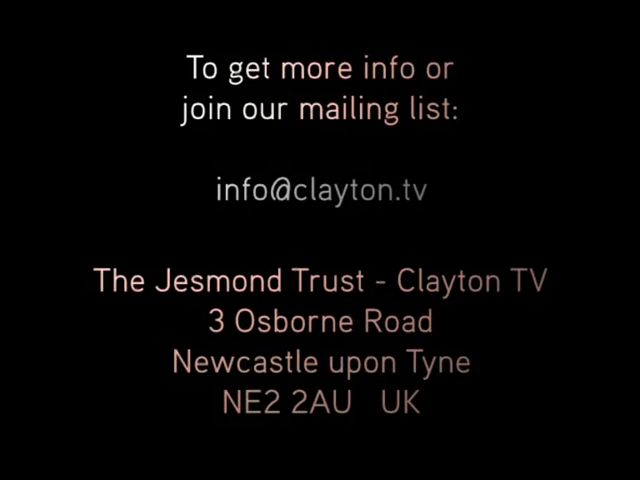 To get more info or
join our mailing list:
info@clayton.tv
The Jesmond Trust - Clayton TV
3 Osborne Road
Newcastle upon Tyne
NE2 2AU UK